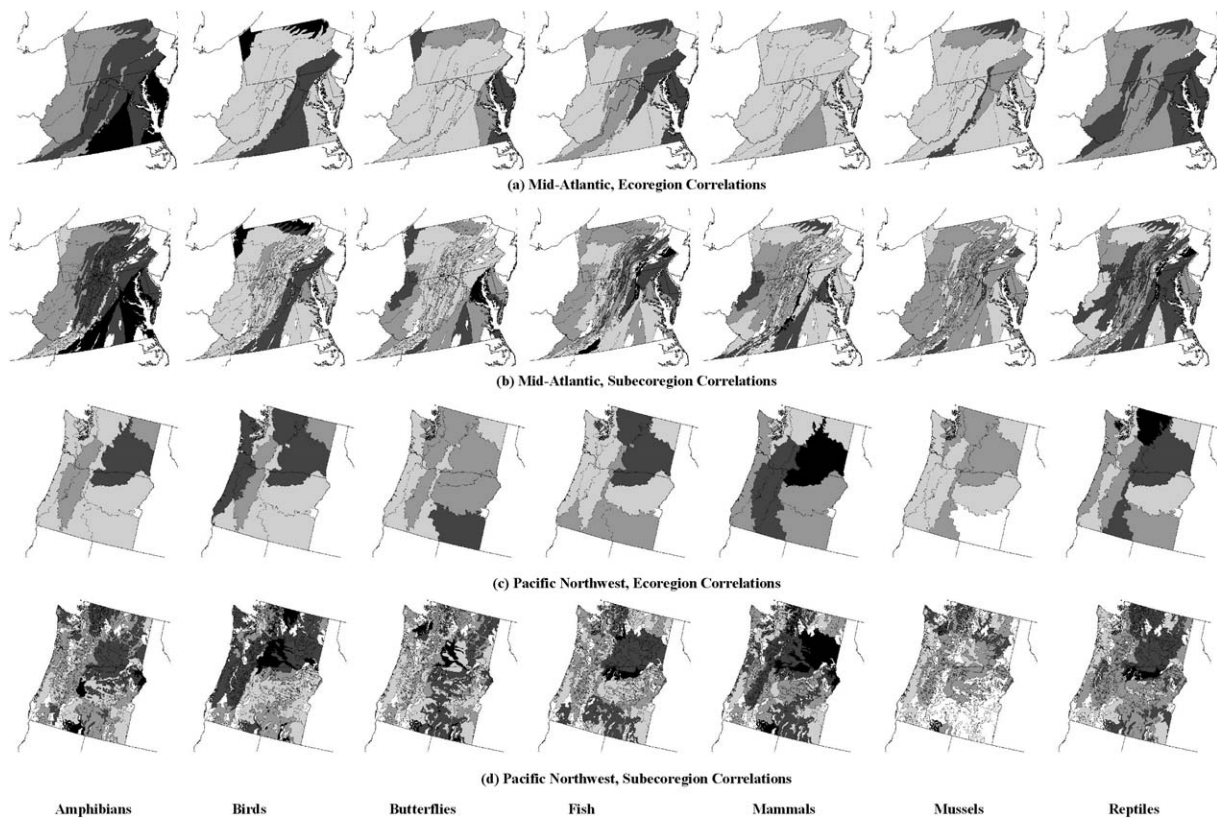 (a) Mid-Atlantic, Ecoregion Correlations
(b) Mid-Atlantic, Subecoregion Correlations
(c) Pacific Northwest, Ecoregion Correlations
(d) Pacific Northwest, Subecoregion Correlations
Amphibians Birds Butterflies Fish Mammals Mussels Reptiles